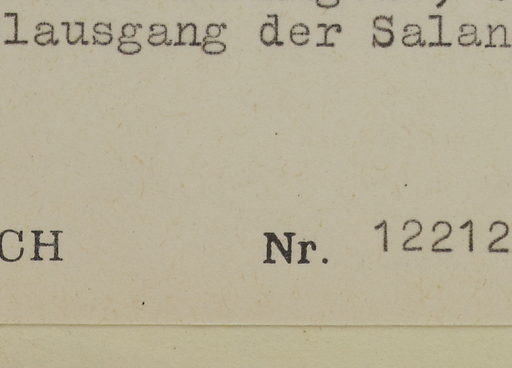 lausgang der Salan
CH Nr. 12212